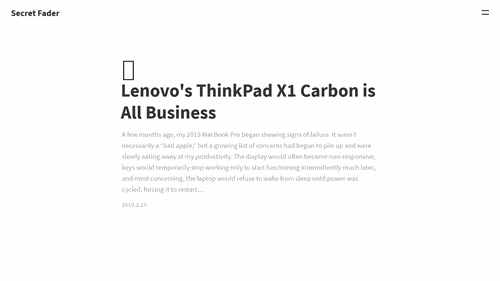 Secret Fader
Lenovo's ThinkPad X1 Carbon is
All Business
A few months ago, my 2015 MacBook Pro began showing signs of failure. It wasn't
necessarily a "bad apple," but a growing list of concerns had begun to pile up and were
slowly eating away at my productivity. The display would often become non-responsive,
keys would temporarily stop working only to start functioning intermittently much later,
and most concerning, the laptop would refuse to wake from sleep until power was
cycled, forcing it to restart...
2019.2.25